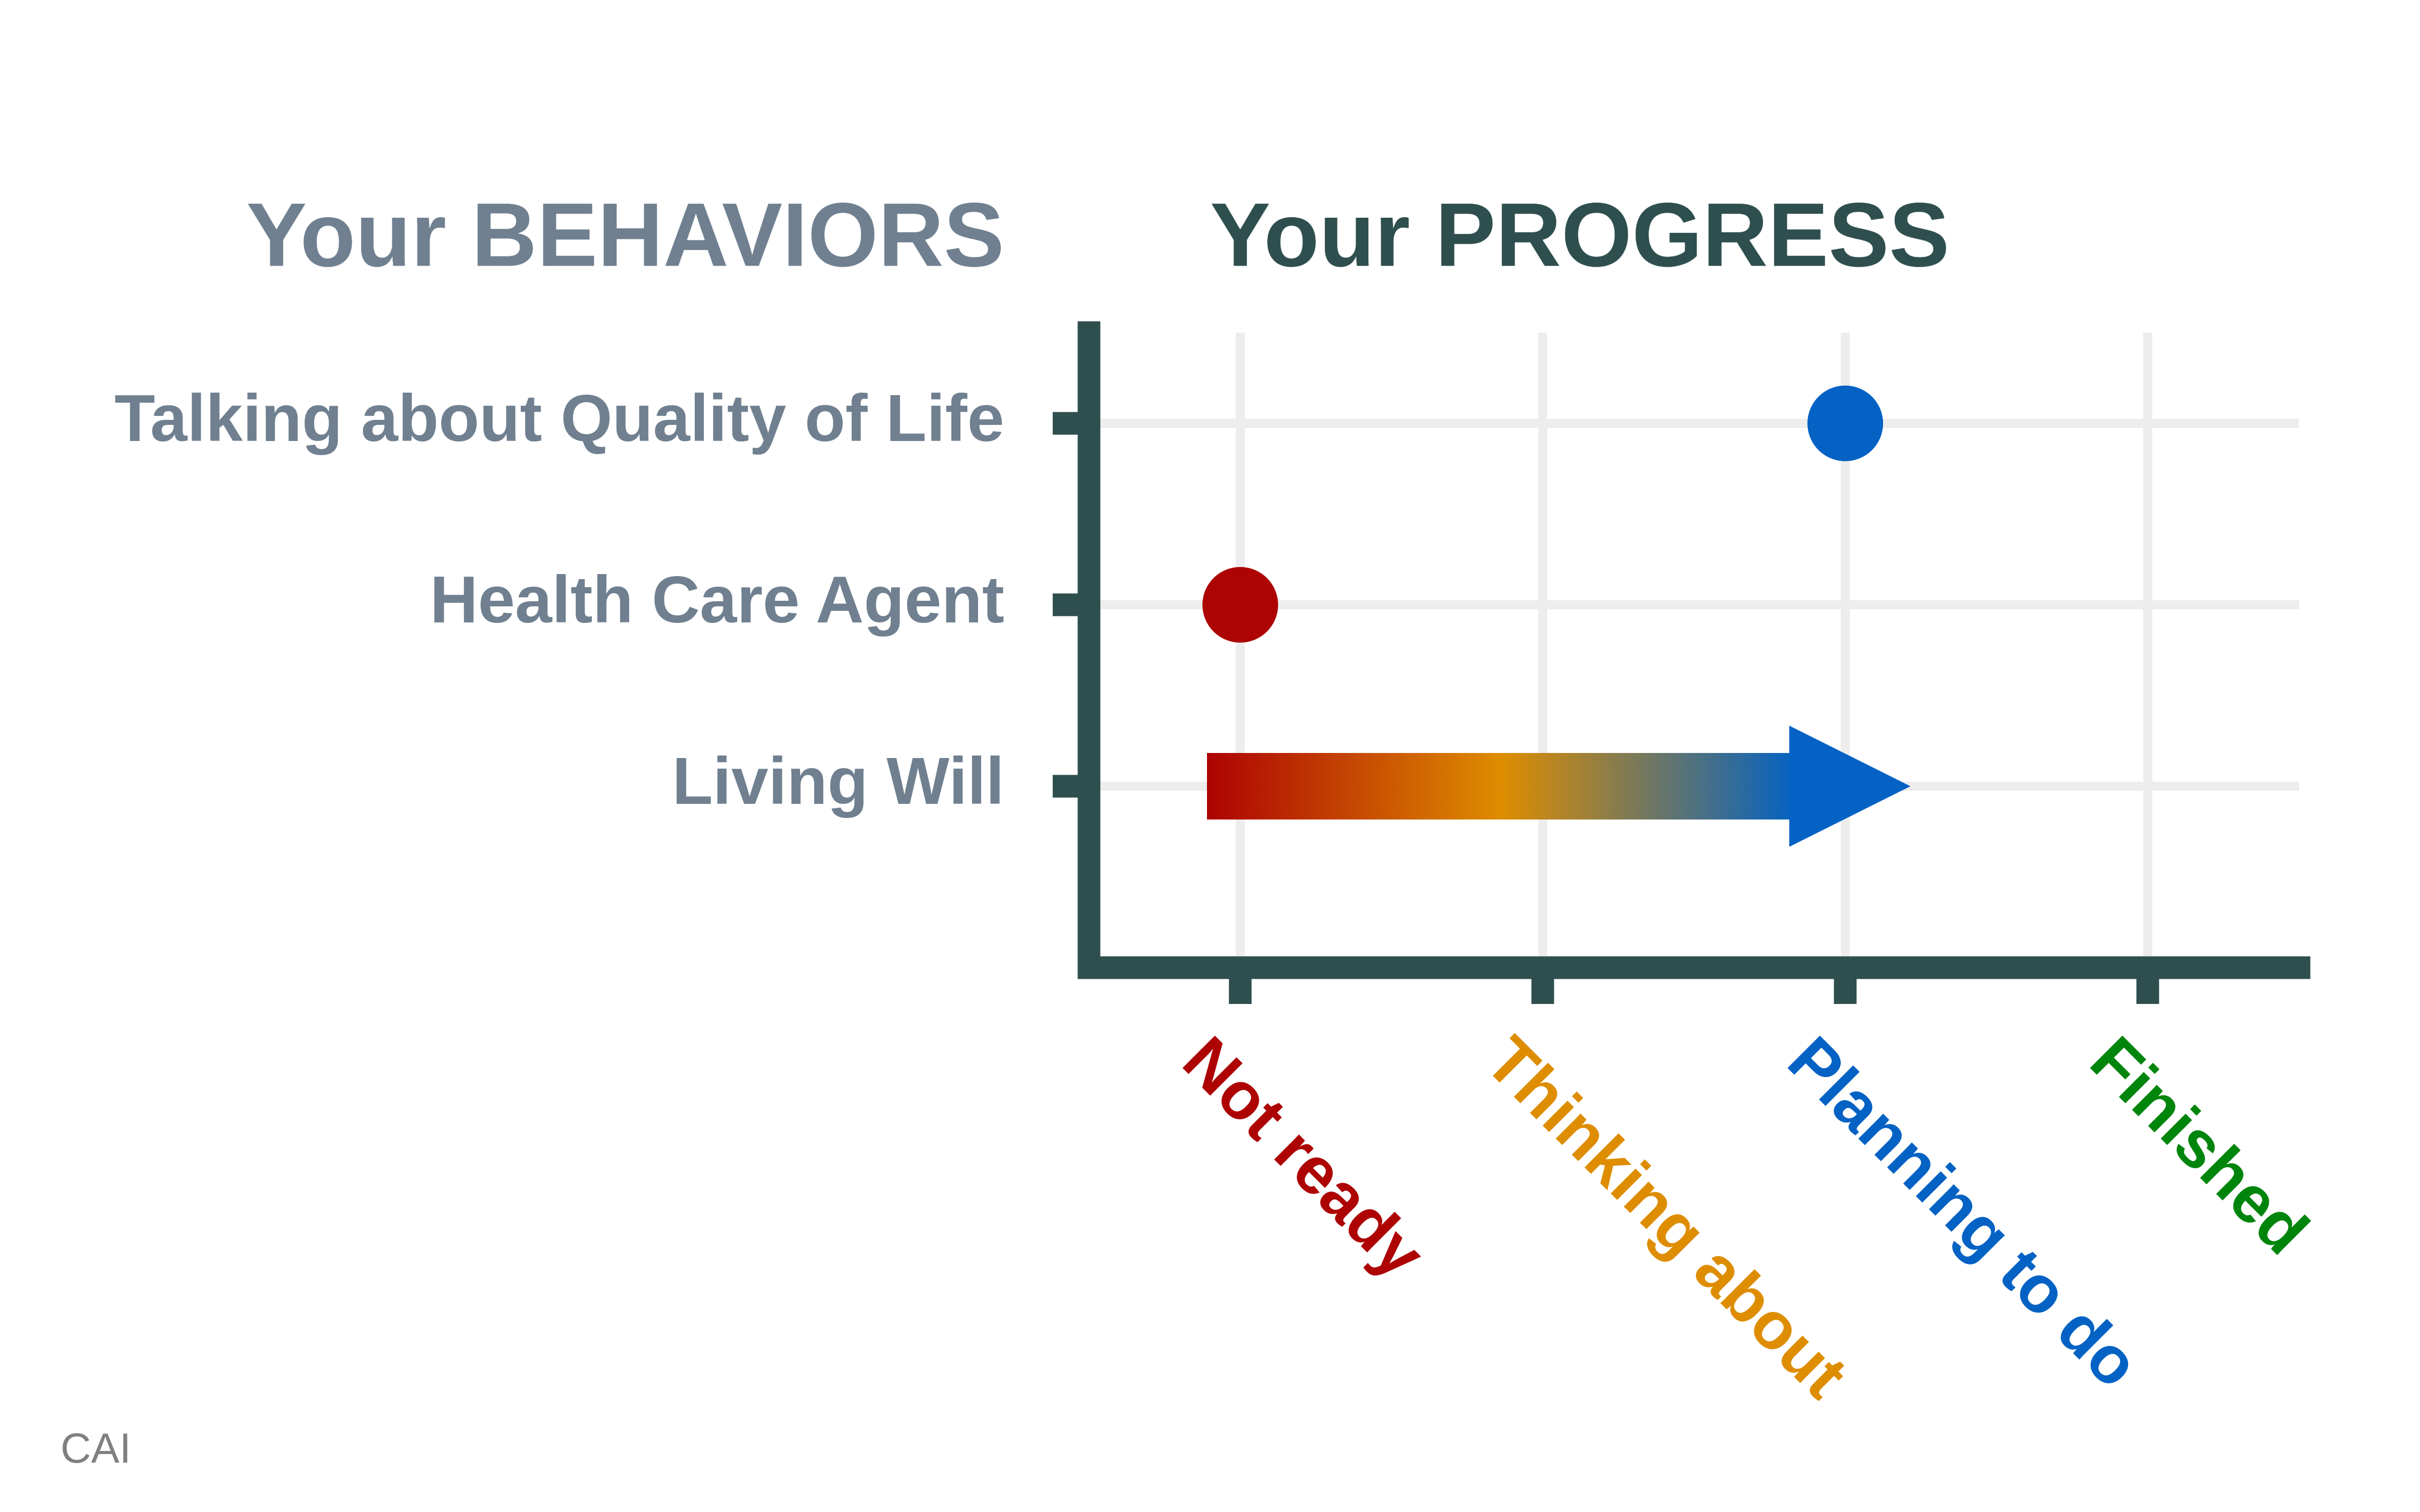 Your BEHAVIORS
Your PROGRESS
Talking about Quality of Life
Health Care Agent
Living Will
Not ready
Thinking about
Planning to do
Finished
CAI